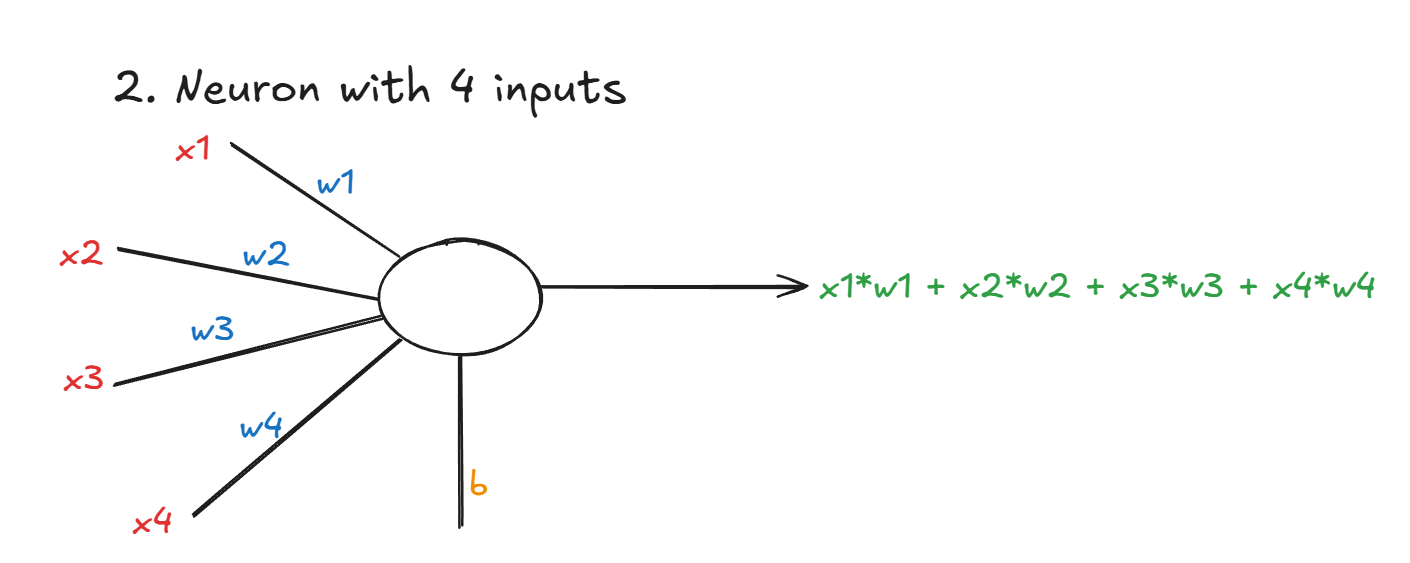 2. Neuron with 4 inputs
x1
w1
x2
w2
x1*w1 + x2*w2 + x3*w3 + x4*w4
w3
x3
w4
b
x4